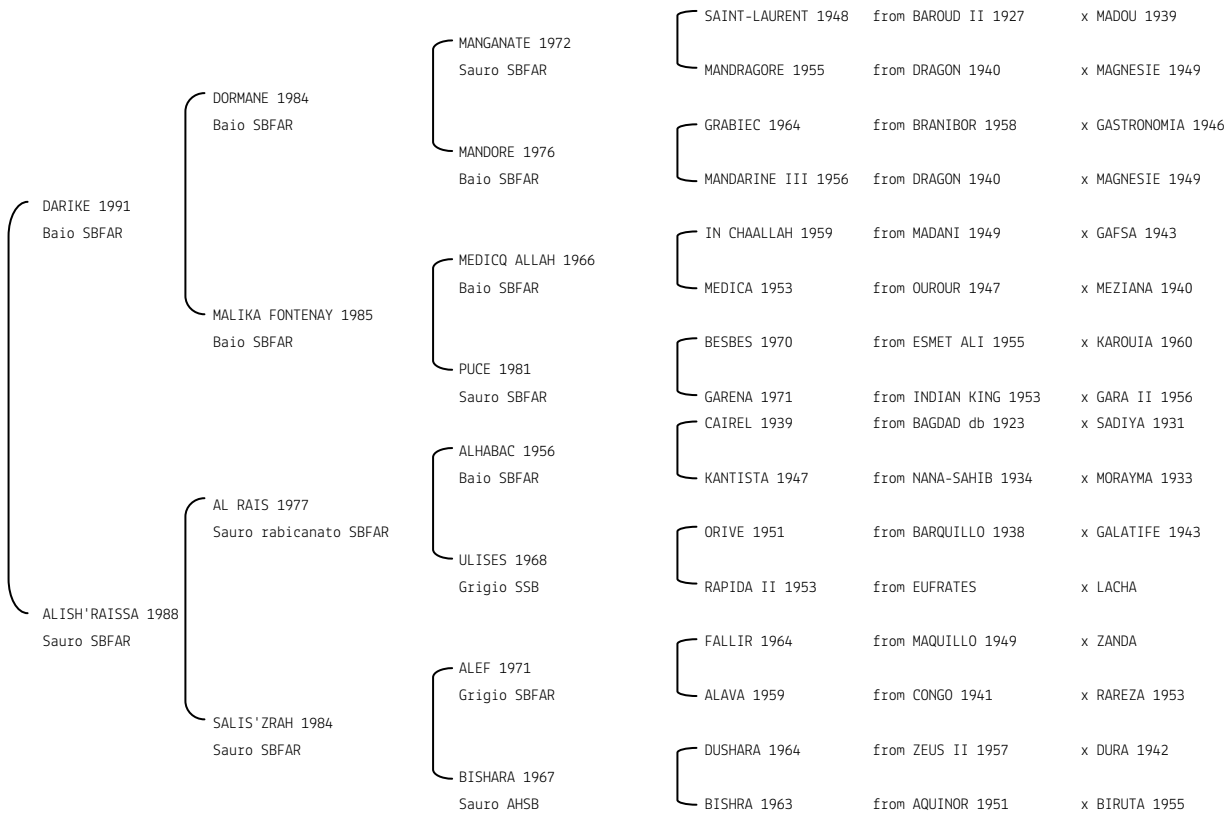 SAINT-LAURENT 1948 from BAROUD II 1927 x MADOU 1939
MANGANATE 1972
Sauro SBFAR
MANDRAGORE 1955 from DRAGON 1940 x MAGNESIE 1949
DORMANE 1984
Baio SBFAR
GRABIEC 1964 from BRANIBOR 1958 x GASTRONOMIA 1946
MANDORE 1976
Baio SBFAR
MANDARINE III 1956 from DRAGON 1940 x MAGNESIE 1949
DARIKE 1991
Baio SBFAR
IN CHAALLAH 1959 from MADANI 1949 x GAFSA 1943
MEDICQ ALLAH 1966
Baio SBFAR
MEDICA 1953 from OUROUR 1947 x MEZIANA 1940
MALIKA FONTENAY 1985
Baio SBFAR
BESBES 1970 from ESMET ALI 1955 x KAROUIA 1960
PUCE 1981
Sauro SBFAR
GARENA 1971 from INDIAN KING 1953 x GARA II 1956
CAIREL 1939 from BAGDAD db 1923 x SADIYA 1931
ALHABAC 1956
Baio SBFAR
KANTISTA 1947 from NANA-SAHIB 1934 x MORAYMA 1933
AL RAIS 1977
Sauro rabicanato SBFAR
ORIVE 1951 from BARQUILLO 1938 x GALATIFE 1943
ULISES 1968
Grigio SSB
RAPIDA II 1953 from EUFRATES x LACHA
ALISH'RAISSA 1988
Sauro SBFAR
FALLIR 1964 from MAQUILLO 1949 x ZANDA
ALEF 1971
Grigio SBFAR
ALAVA 1959 from CONGO 1941 x RAREZA 1953
SALIS'ZRAH 1984
Sauro SBFAR
DUSHARA 1964 from ZEUS II 1957 x DURA 1942
BISHARA 1967
Sauro AHSB
BISHRA 1963 from AQUINOR 1951 x BIRUTA 1955